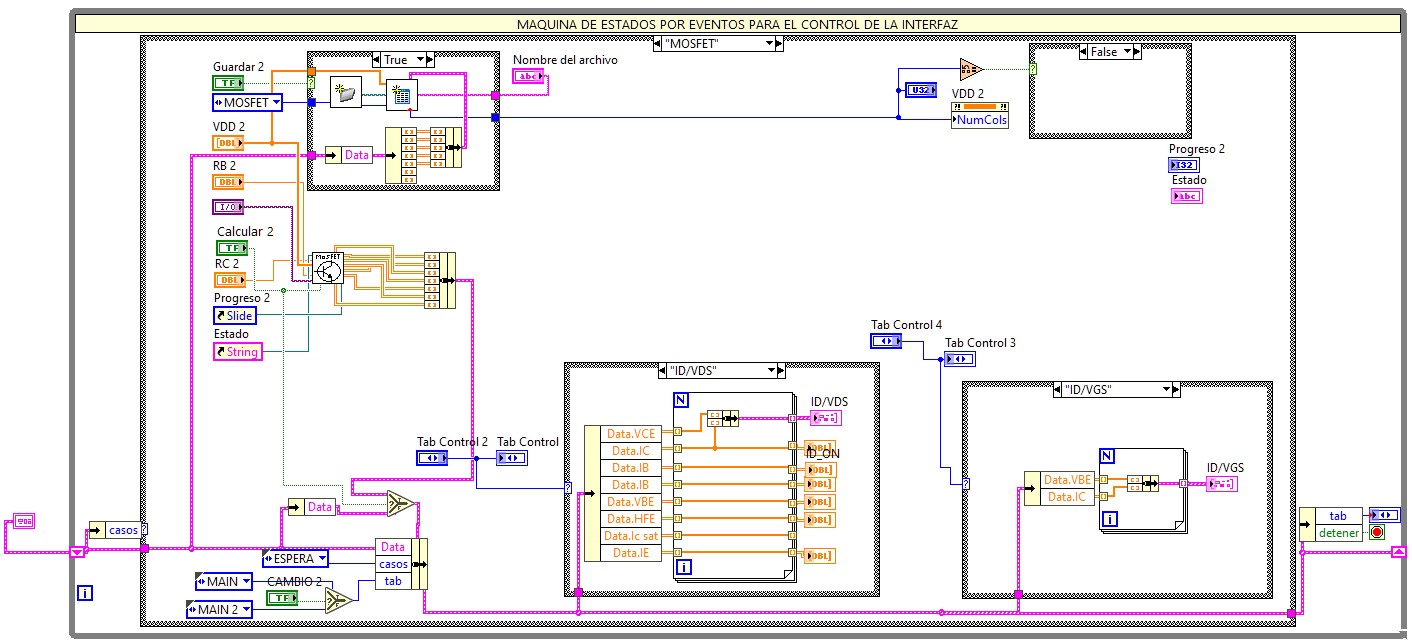 MAQUINA DE ESTADOS POR EVENTOS PARA EL CONTROL DE LA INTERFAZ
"MOSFET"
Guardar 2
TF
MOSFET
VDD 2
DBL
RB 2
DBL
I/O
Calcular 2
TF
RC 2
DBL
Progreso 2
Slide
Estado
String
True
Data
Nombre del archivo
abc
MOSFET
U32
VDD 2
NumCols
False
Progreso 2
I32
Estado
abc
Tab Control 2
Tab Control
"ID/VDS"
N
Data.VCE
Data.IC
Data.IB
Data.IB
Data.VBE
Data.HFE
Data.Ic sat
Data.IE
i
ID/VDS
DBL]
ID_ON
DBL]
DBL]
DBL]
DBL]
DBL]
Tab Control 4
Tab Control 3
"ID/VGS"
N
Data.VBE
Data.IC
i
ID/VGS
casos
Data
ESPERA
MAIN
CAMBIO 2
TF
MAIN 2
Data
casos
tab
i
tab
detener